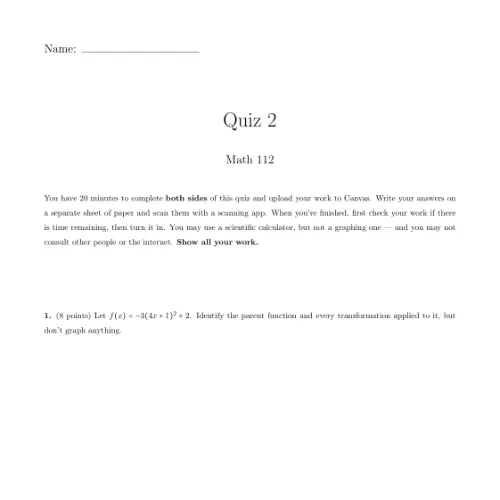 Name:
Quiz 2
Math 112
You have 20 minutes to complete both sides of this quiz and upload your work to Canvas. Write your answers on
a separate sheet of paper and scan them with a scanning app. When you're finished, first check your work if there
is time remaining, then turn it in. You may use a scientific calculator, but not a graphing one — and you may not
consult other people or the internet. Show all your work.
1. (8 points) Let f(x) = −3(4x + 1)² + 2. Identify the parent function and every transformation applied to it, but
don't graph anything.